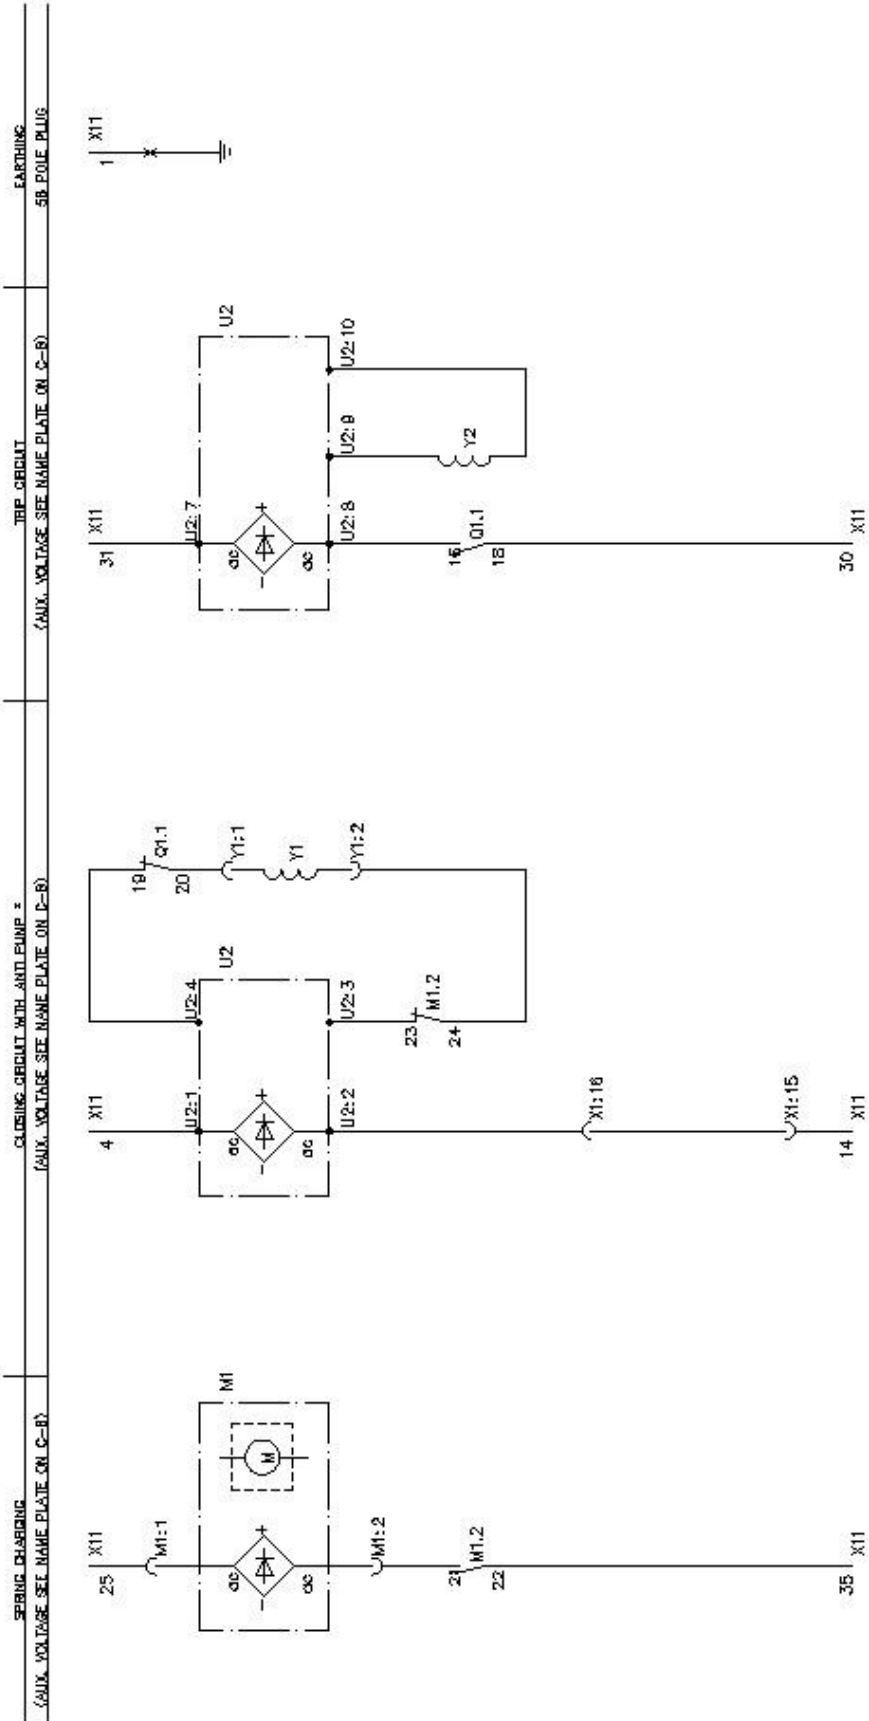 SPRING CHARGING
(AUX. VOLTAGE SEE NAME PLATE ON C-B)
CLOSING CIRCUIT WITH ANTI PUMP *
(AUX. VOLTAGE SEE NAME PLATE ON C-B)
TRIP CIRCUIT
(AUX. VOLTAGE SEE NAME PLATE ON C-B)
EARTHING
58 POLE PLUG
25
X11
M1:1
M1
M
ac
+
-
ac
M1:2
21
M1.2
22
35
X11
4
X11
U2:1
U2:4
U2
ac
+
-
ac
U2:2
U2:3
19
Q1.1
20
Y1:1
Y1
Y1:2
23
M1.2
24
X1:16
X1:15
14
X11
31
X11
U2:7
U2
ac
+
-
ac
U2:8
U2:9
U2:10
Y2
Q1.1
18
30
X11
1
X11